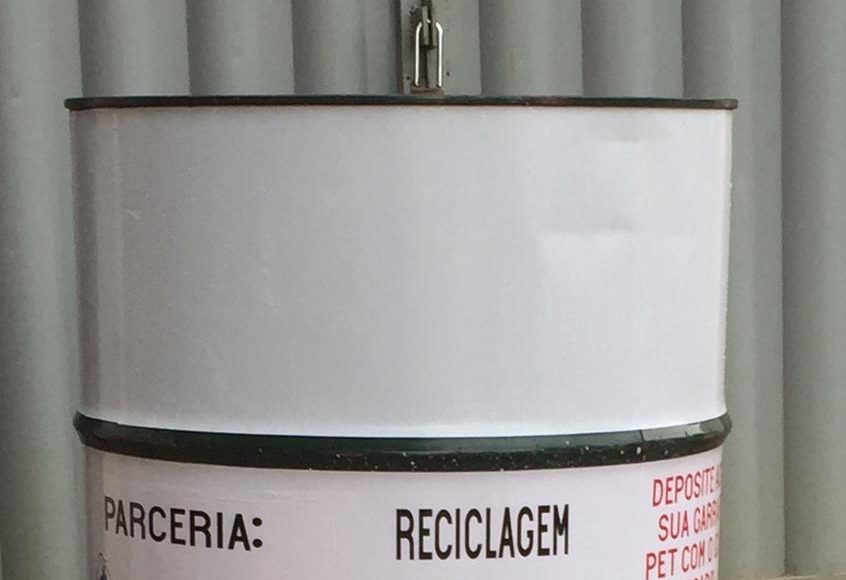 PARCERIA:
RECICLAGEM
DEPOSITE
SUA
PET COM O